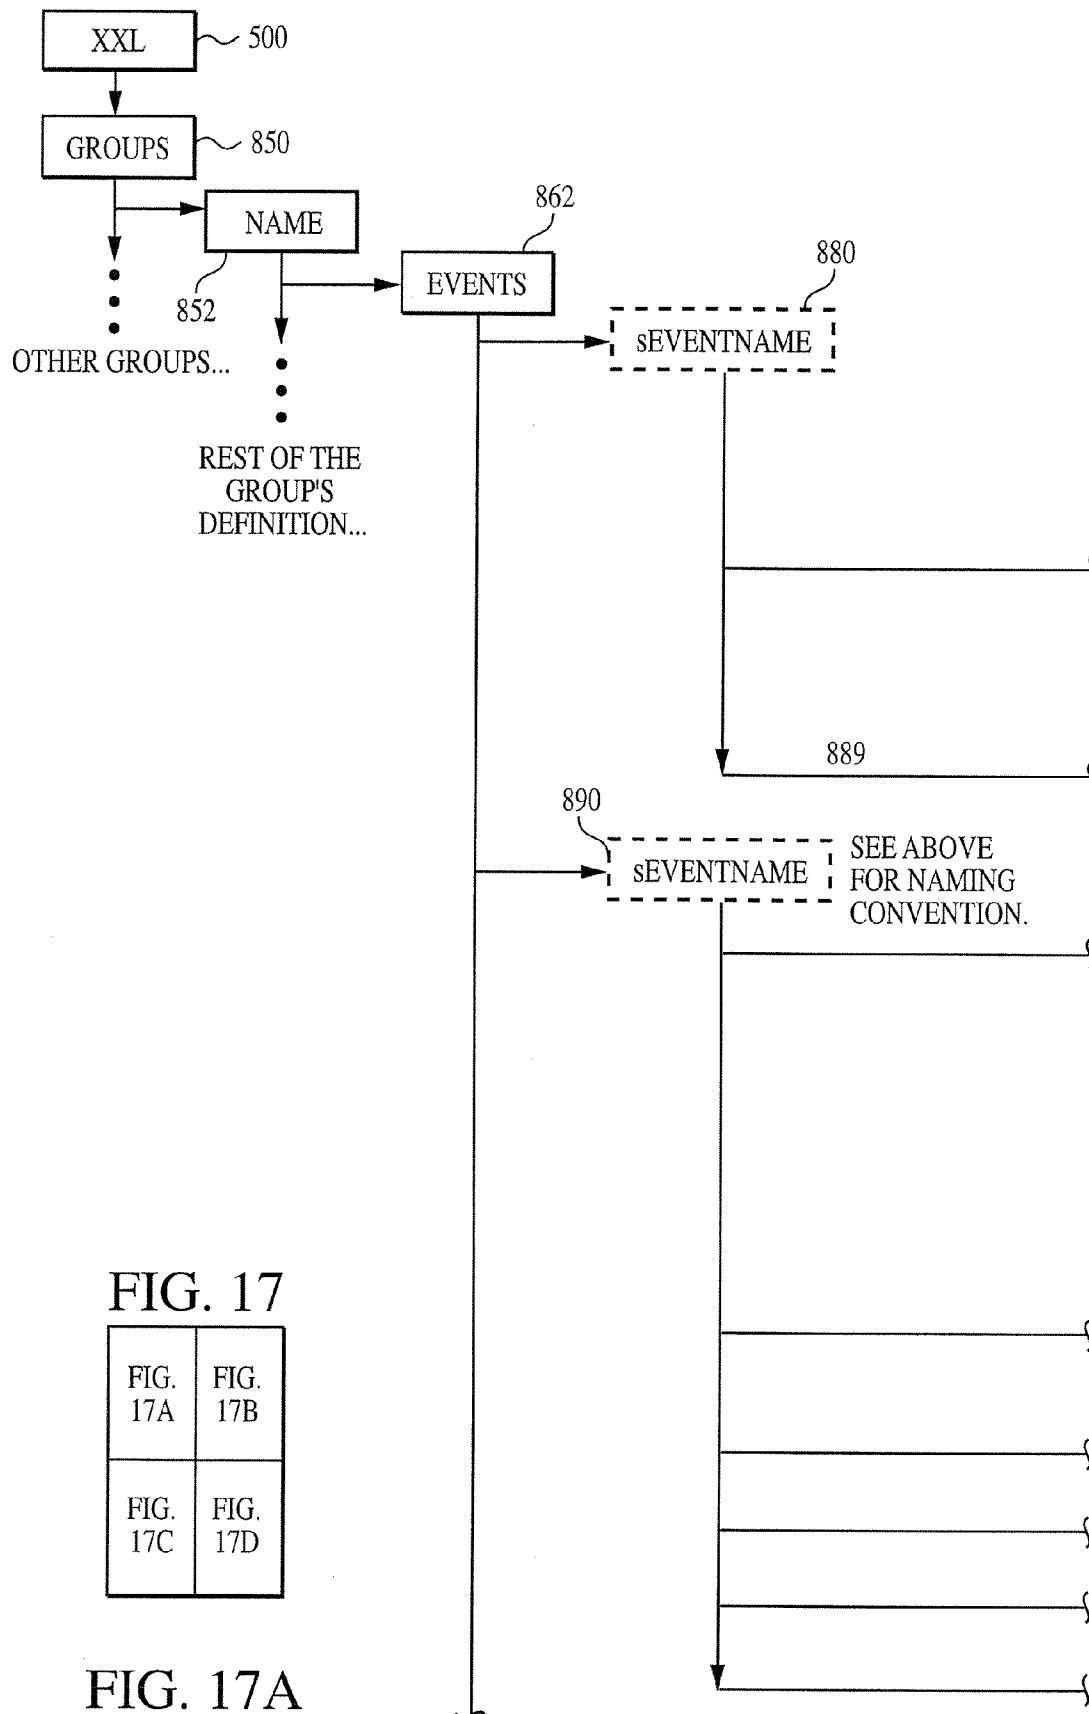 XXL
500
GROUPS
850
NAME
852
862
EVENTS
880
sEVENTNAME
OTHER GROUPS...
REST OF THE
GROUP'S
DEFINITION...
889
890
sEVENTNAME
SEE ABOVE
FOR NAMING
CONVENTION.
FIG. 17
FIG.
17A
FIG.
17B
FIG.
17C
FIG.
17D
FIG. 17A